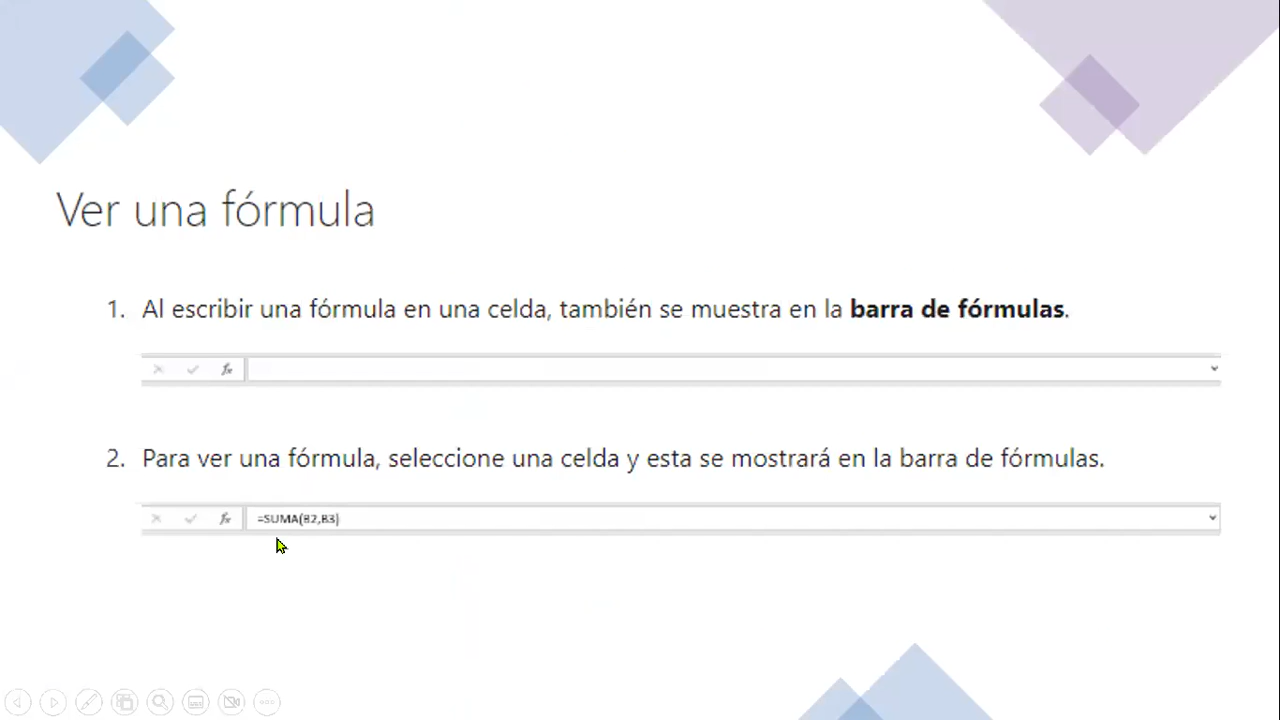 Ver una fórmula
1. Al escribir una fórmula en una celda, también se muestra en la barra de fórmulas.
fx
2. Para ver una fórmula, seleccione una celda y esta se mostrará en la barra de fórmulas.
fx =SUMA(B2,B3)